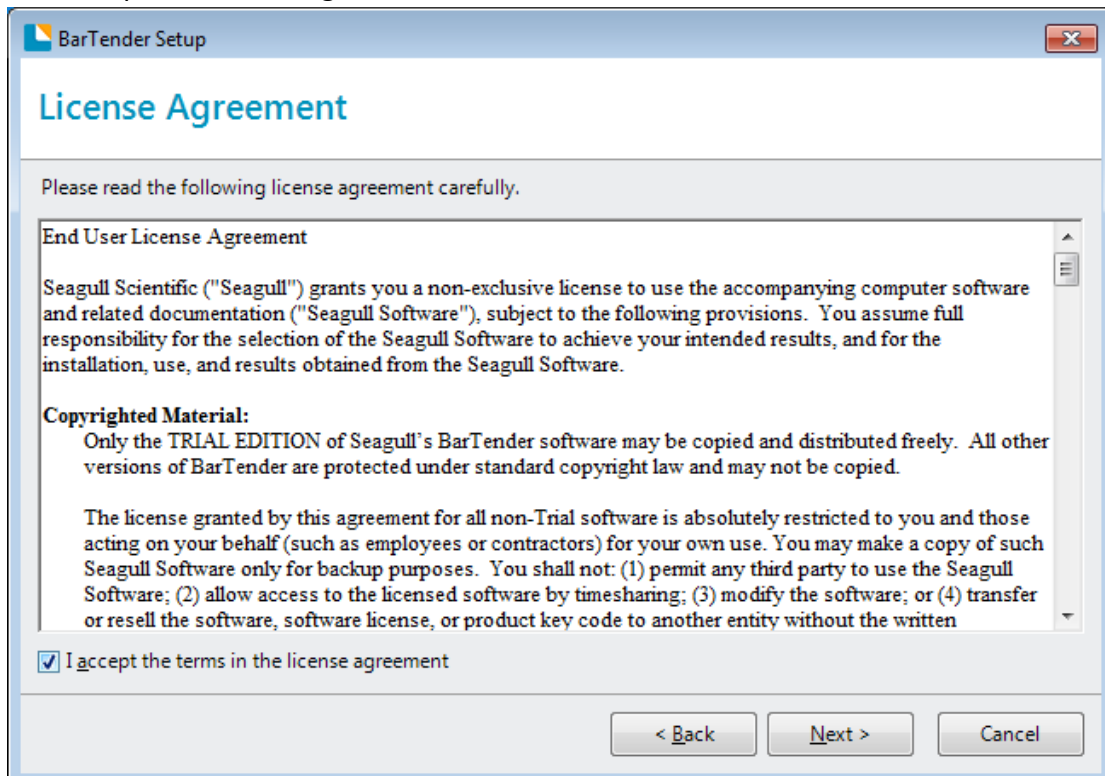 BarTender Setup
License Agreement
Please read the following license agreement carefully.
End User License Agreement
Seagull Scientific ("Seagull") grants you a non-exclusive license to use the accompanying computer software
and related documentation ("Seagull Software"), subject to the following provisions.  You assume full
responsibility for the selection of the Seagull Software to achieve your intended results, and for the
installation, use, and results obtained from the Seagull Software.
Copyrighted Material:
Only the TRIAL EDITION of Seagull's BarTender software may be copied and distributed freely.  All other
versions of BarTender are protected under standard copyright law and may not be copied.
The license granted by this agreement for all non-Trial software is absolutely restricted to you and those
acting on your behalf (such as employees or contractors) for your own use. You may make a copy of such
Seagull Software only for backup purposes.  You shall not: (1) permit any third party to use the Seagull
Software; (2) allow access to the licensed software by timesharing; (3) modify the software; or (4) transfer
or resell the software, software license, or product key code to another entity without the written
I accept the terms in the license agreement
< Back
Next >
Cancel